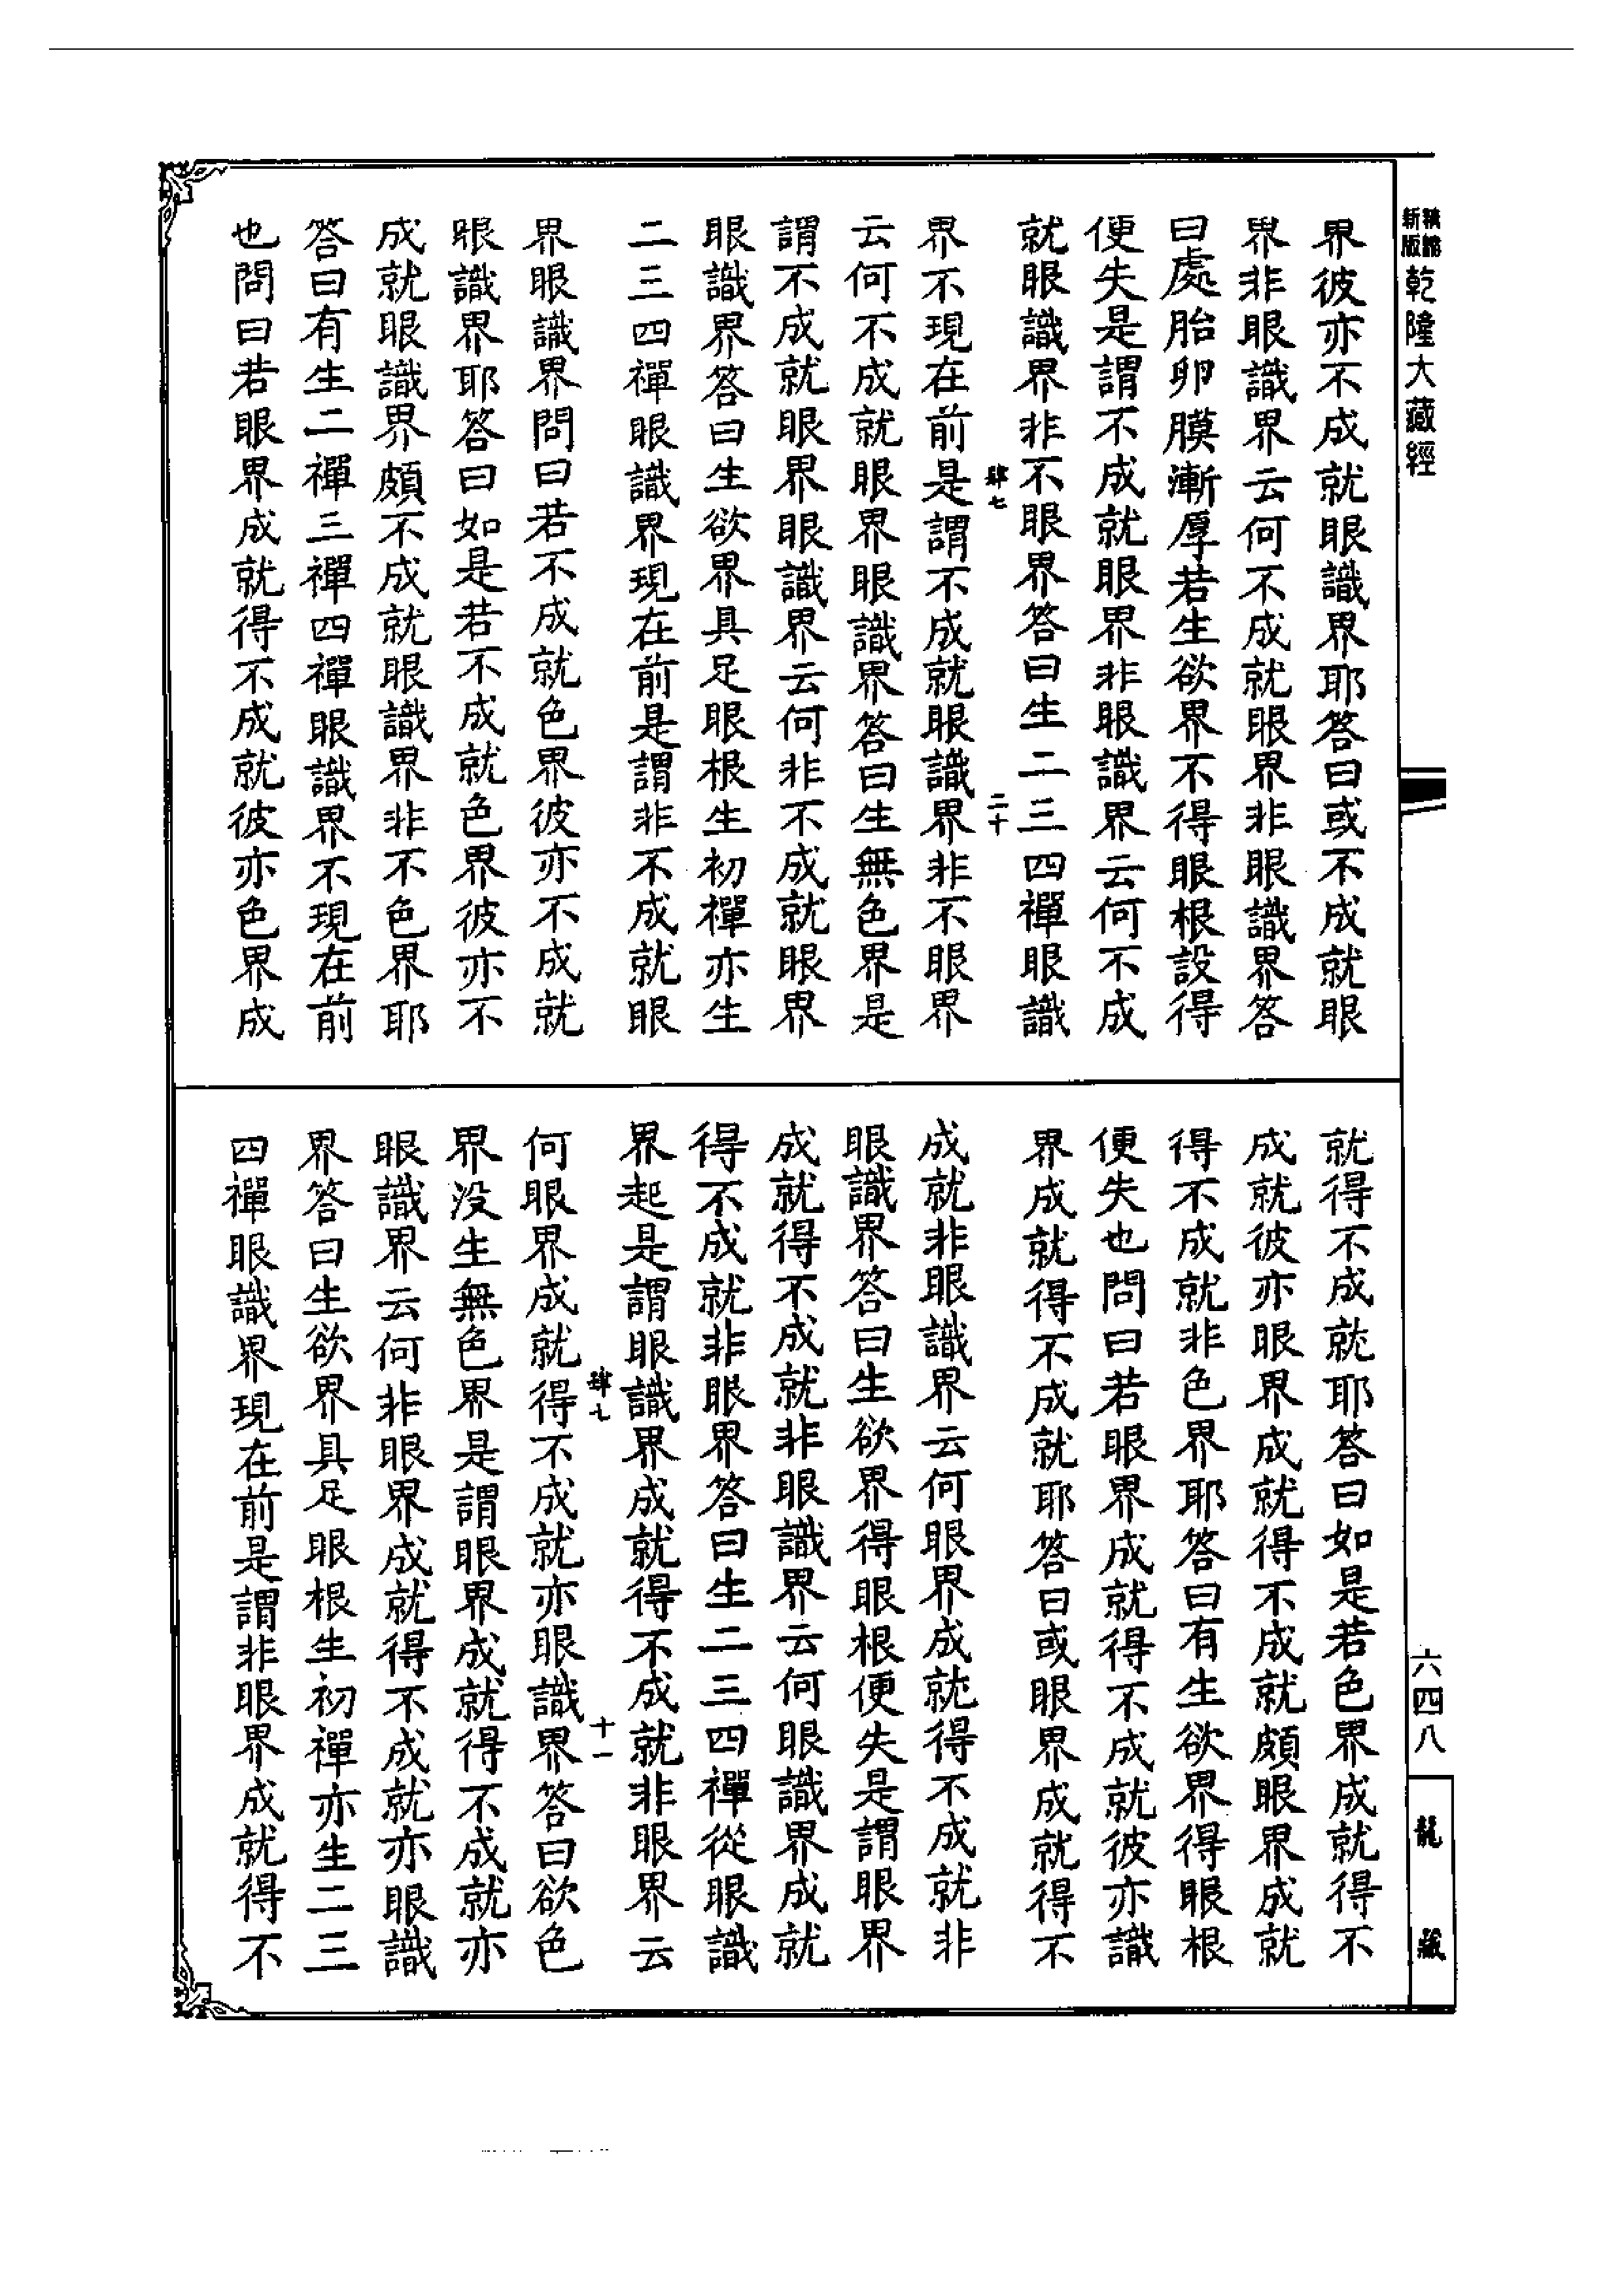 新版
精縮
乾隆大藏經
界彼亦不成就眼識界耶答曰或不成就眼
界非眼識界云何不成就眼界非眼識界答
曰處胎卵膜漸厚若生欲界不得眼根設得
便失是謂不成就眼界非眼識界云何不成
就眼識界非不眼界答曰生二三四禪眼識
肆七
二十
界不現在前是謂不成就眼識界非不眼界
云何不成就眼界眼識界答曰生無色界是
謂不成就眼界眼識界云何非不成就眼界
眼識界答曰生欲界具足眼根生初禪亦生
二三四禪眼識界現在前是謂非不成就眼
界眼識界問曰若不成就色界彼亦不成就
眼識界耶答曰如是若不成就色界彼亦不
成就眼識界頗不成就眼識界非不色界耶
答曰有生二禪三禪四禪眼識界不現在前
也問曰若眼界成就得不成就彼亦色界成
就得不成就耶答曰如是若色界成就得不
成就彼亦眼界成就得不成就頗眼界成就
得不成就非色界耶答曰有生欲界得眼根
便失也問曰若眼界成就得不成就彼亦識
界成就得不成就耶答曰或眼界成就得不
成就非眼識界云何眼界成就得不成就非
眼識界答曰生欲界得眼根便失是謂眼界
成就得不成就非眼識界云何眼識界成就
得不成就非眼界答曰生二三四禪從眼識
界起是謂眼識界成就得不成就非眼界云
肆七
十一
何眼界成就得不成就亦眼識界答曰欲色
界沒生無色界是謂眼界成就得不成就亦
眼識界云何非眼界成就得不成就亦眼識
界答曰生欲界具足眼根生初禪亦生二三
四禪眼識界現在前是謂非眼界成就得不
六四八
龍藏